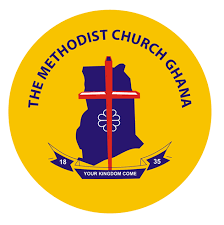 THE METHODIST CHURCH GHANA
18 35
YOUR KINGDOM COME